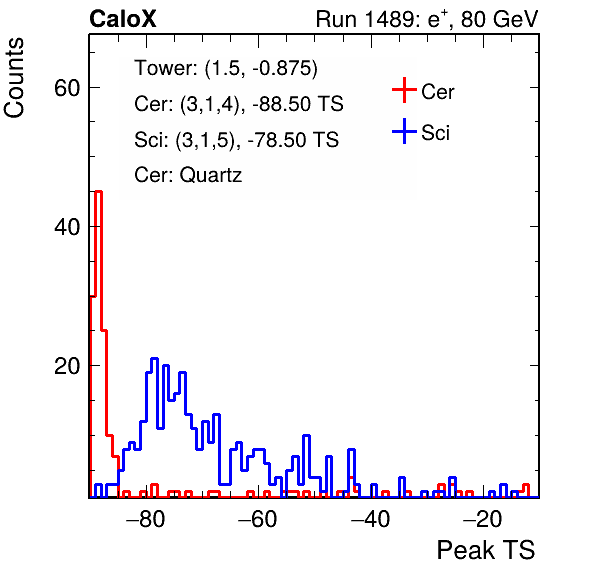 CaloX Run 1489: e⁺, 80 GeV
Counts
Tower: (1.5, -0.875)
Cer: (3,1,4), -88.50 TS
Sci: (3,1,5), -78.50 TS
Cer: Quartz
Cer
Sci
60
40
20
−80 −60 −40 −20
Peak TS